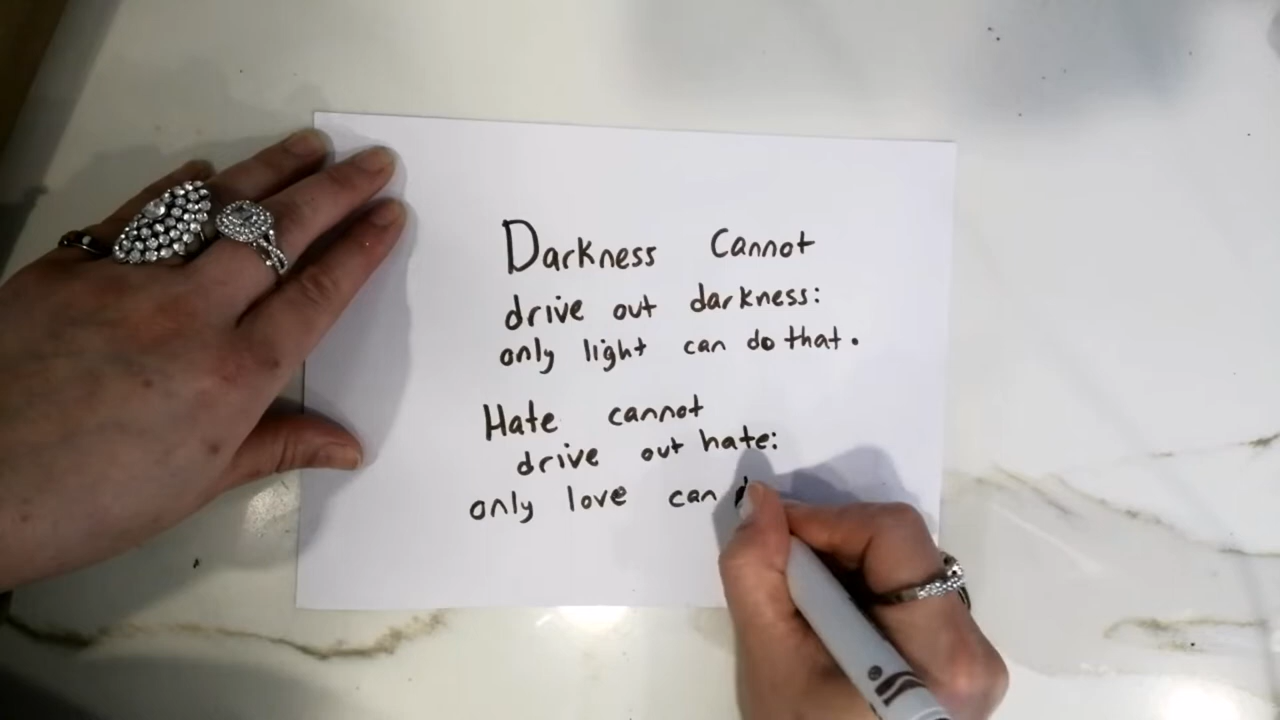 Darkness Cannot
drive out darkness:
only light can do that.
Hate cannot
drive out hate:
only love can